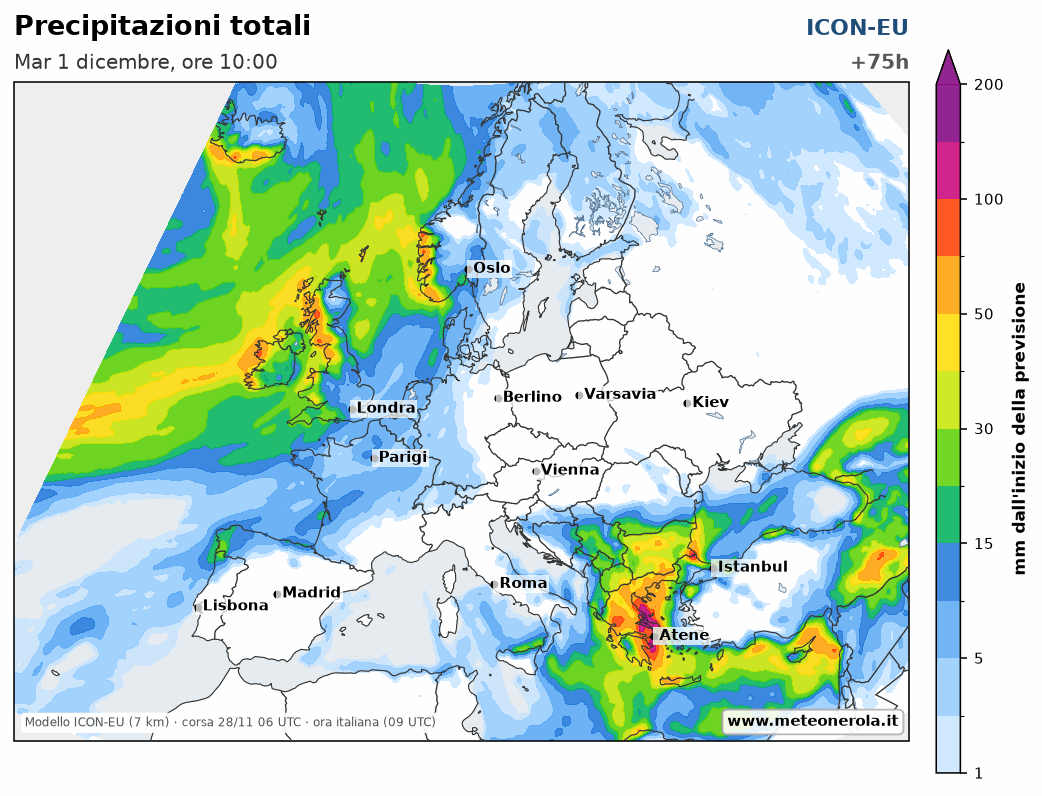 Precipitazioni totali
ICON-EU
Mar 1 dicembre, ore 10:00
+75h
200
100
50
30
15
5
1
mm dall'inizio della previsione
Oslo
Berlino
Varsavia
Kiev
Londra
Parigi
Vienna
Istanbul
Roma
Madrid
Lisbona
Atene
Modello ICON-EU (7 km) · corsa 28/11 06 UTC · ora italiana (09 UTC)
www.meteonerola.it